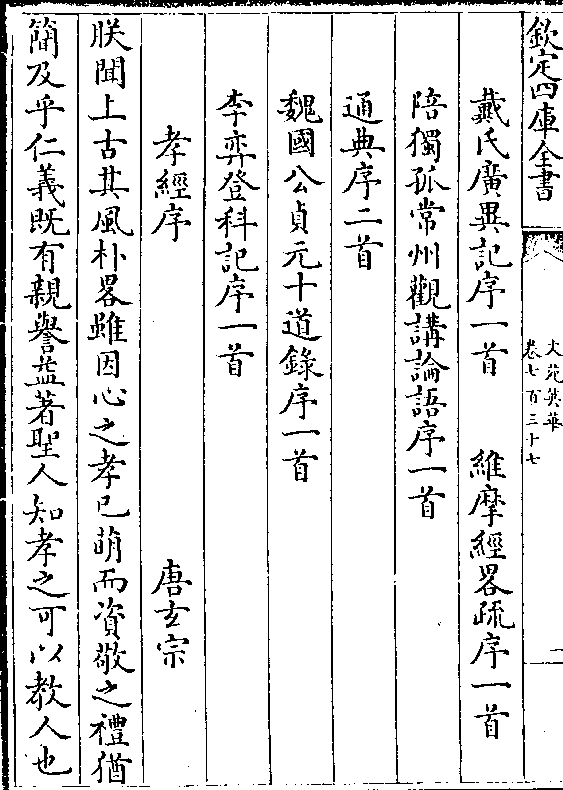 欽定四庫全書
文苑英華
卷七百三十七
二
戴氏廣異記序一首 維摩經畧疏序一首
陪獨孤常州觀講論語序一首
通典序二首
魏國公貞元十道錄序一首
李弈登科記序一首
孝經序 唐玄宗
朕聞上古其風朴畧雖因心之孝已萌而資敬之禮猶
簡及乎仁義既有親譽益著聖人知孝之可以教人也